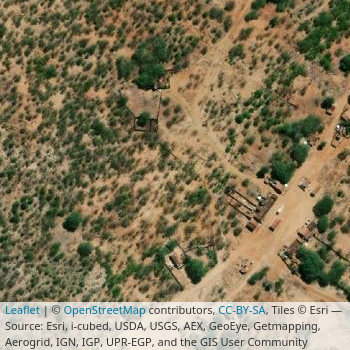 Leaflet | © OpenStreetMap contributors, CC-BY-SA, Tiles © Esri —
Source: Esri, i-cubed, USDA, USGS, AEX, GeoEye, Getmapping,
Aerogrid, IGN, IGP, UPR-EGP, and the GIS User Community